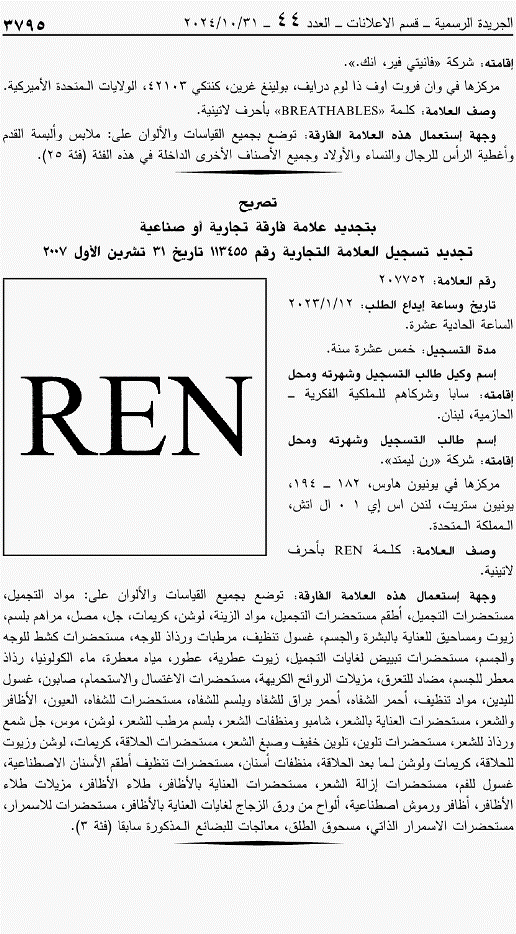 الجريدة الرسمية ــ قسم الاعلانات ــ العدد ٤٤ ــ ٢٠٢٤/١٠/٣١
٣٧٩٥
إقامته: شركة «فانيتي فير، انك.».
مركزها في وان فروت اوف ذا لوم درايف، بولينغ غرين، كنتكي ٤٢١٠٣، الولايات المتحدة الأميركية.
وصف العلامة: كلمة «BREATHABLES» بأحرف لاتينية.
وجهة إستعمال هذه العلامة الفارقة: توضع بجميع القياسات والألوان على: ملابس وألبسة القدم
وأغطية الرأس للرجال والنساء والأولاد وجميع الأصناف الأخرى الداخلة في هذه الفئة (فئة ٢٥).
تصريح
بتجديد علامة فارقة تجارية أو صناعية
تجديد تسجيل العلامة التجارية رقم ١١٣٤٥٥ تاريخ ٣١ تشرين الأول ٢٠٠٧
رقم العلامة: ٢٠٧٧٥٢
تاريخ وساعة إيداع الطلب: ٢٠٢٣/١/١٢
الساعة الحادية عشرة.
مدة التسجيل: خمس عشرة سنة.
إسم وكيل طالب التسجيل وشهرته ومحل
إقامته: سابا وشركاهم للملكية الفكرية ــ
الحازمية، لبنان.
إسم طالب التسجيل وشهرته ومحل
إقامته: شركة «رن ليمتد».
مركزها في يونيون هاوس، ١٨٢ ــ ١٩٤،
يونيون ستريت، لندن اس إي ١ ٠ ال اتش،
المملكة المتحدة.
وصف العلامة: كلمة REN بأحرف
لاتينية.
REN
وجهة إستعمال هذه العلامة الفارقة: توضع بجميع القياسات والألوان على: مواد التجميل،
مستحضرات التجميل، أطقم مستحضرات التجميل، مواد الزينة، لوشن، كريمات، جل، مصل، مراهم بلسم،
زيوت ومساحيق للعناية بالبشرة والجسم، غسول تنظيف، مرطبات ورذاذ للوجه، مستحضرات كشط للوجه
والجسم، مستحضرات تبييض لغايات التجميل، زيوت عطرية، عطور، مياه معطرة، ماء الكولونيا، رذاذ
معطر للجسم، مضاد للتعرق، مزيلات الروائح الكريهة، مستحضرات الاغتسال والاستحمام، صابون، غسول
لليدين، مواد تنظيف، أحمر الشفاه، أحمر براق للشفاه وبلسم للشفاه، مستحضرات للشفاه، العيون، الأظافر
والشعر، مستحضرات العناية بالشعر، شامبو ومنظفات الشعر، بلسم مرطب للشعر، لوشن، موس، جل شمع
ورذاذ للشعر، مستحضرات تلوين، تلوين خفيف وصبغ الشعر، مستحضرات الحلاقة، كريمات، لوشن وزيوت
للحلاقة، كريمات ولوشن لما بعد الحلاقة، منظفات أسنان، مستحضرات تنظيف أطقم الأسنان الاصطناعية،
غسول للفم، مستحضرات إزالة الشعر، مستحضرات العناية بالأظافر، طلاء الأظافر، مزيلات طلاء
الأظافر، أظافر ورموش اصطناعية، ألواح من ورق الزجاج لغايات العناية بالأظافر، مستحضرات للاسمرار،
مستحضرات الاسمرار الذاتي، مسحوق الطلق، معالجات للبضائع المذكورة سابقا (فئة ٣).